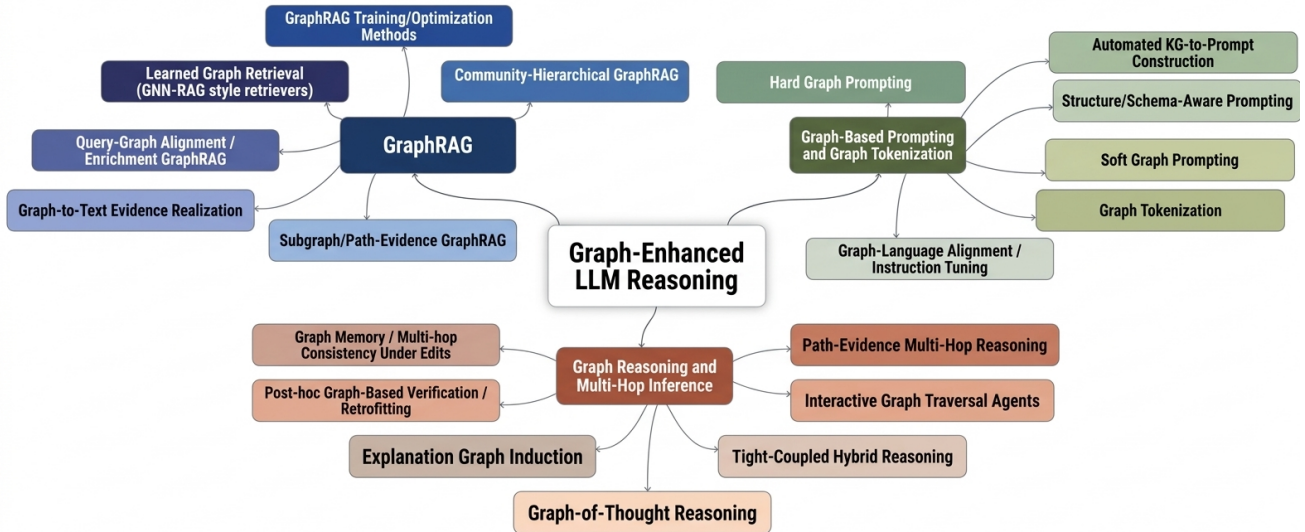 GraphRAG Training/Optimization
Methods
Learned Graph Retrieval
(GNN-RAG style retrievers)
Community-Hierarchical GraphRAG
Query-Graph Alignment /
Enrichment GraphRAG
GraphRAG
Graph-to-Text Evidence Realization
Subgraph/Path-Evidence GraphRAG
Hard Graph Prompting
Automated KG-to-Prompt
Construction
Structure/Schema-Aware Prompting
Graph-Based Prompting
and Graph Tokenization
Soft Graph Prompting
Graph Tokenization
Graph-Language Alignment /
Instruction Tuning
Graph-Enhanced
LLM Reasoning
Graph Memory / Multi-hop
Consistency Under Edits
Graph Reasoning and
Multi-Hop Inference
Path-Evidence Multi-Hop Reasoning
Post-hoc Graph-Based Verification /
Retrofitting
Interactive Graph Traversal Agents
Explanation Graph Induction
Tight-Coupled Hybrid Reasoning
Graph-of-Thought Reasoning